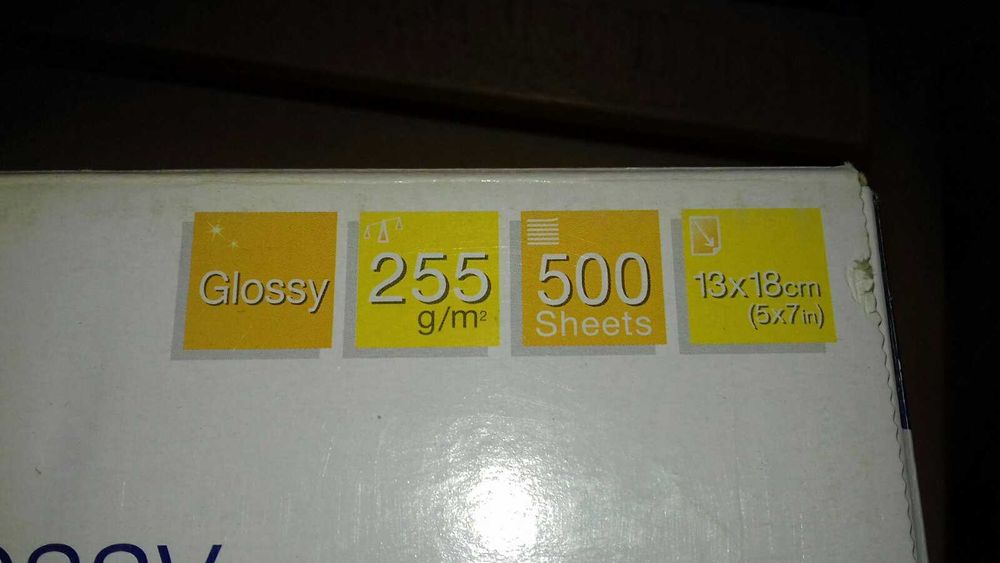 Glossy
255
g/m²
500
Sheets
13x18cm
(5x7in)